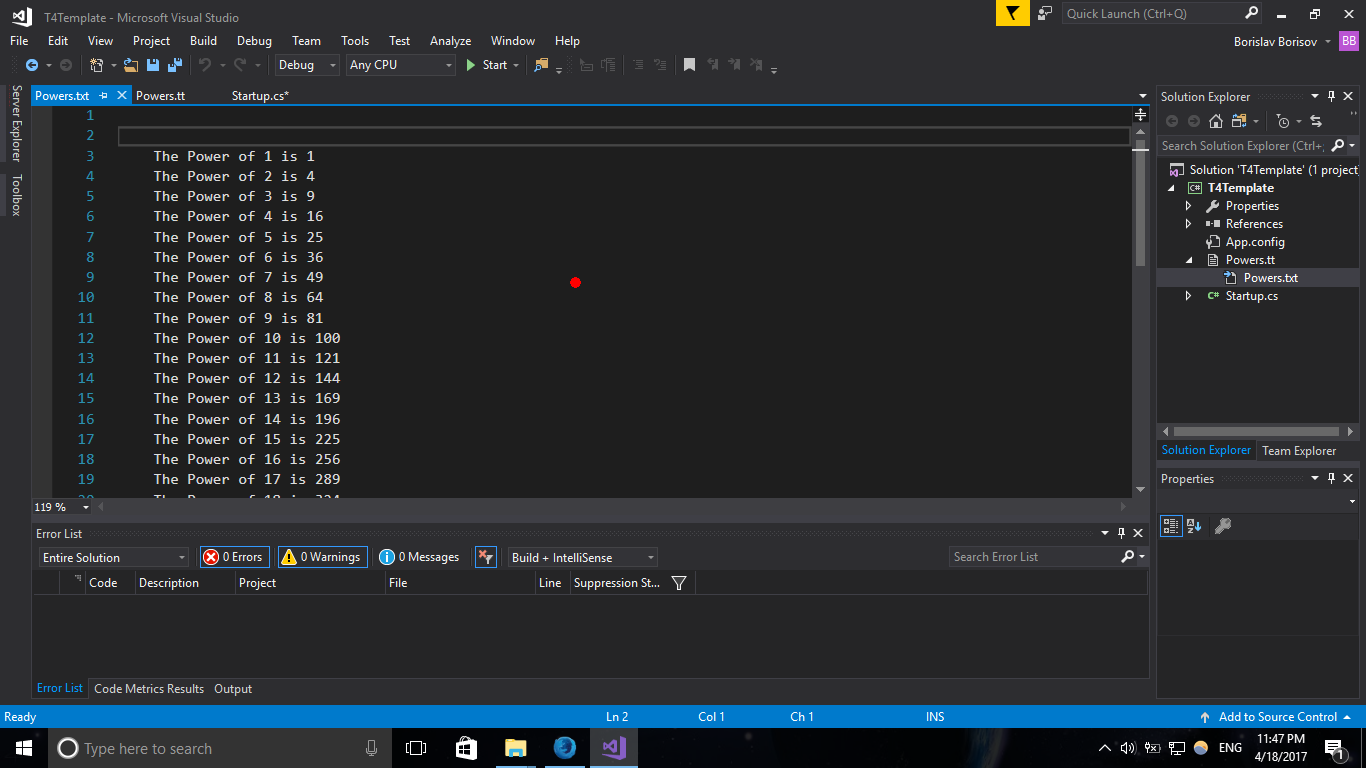 T4Template - Microsoft Visual Studio
Quick Launch (Ctrl+Q)
File Edit View Project Build Debug Team Tools Test Analyze Window Help
Borislav Borisov BB
Debug Any CPU Start
Server Explorer
Toolbox
Powers.txt Powers.tt Startup.cs*
1
2
3 The Power of 1 is 1
4 The Power of 2 is 4
5 The Power of 3 is 9
6 The Power of 4 is 16
7 The Power of 5 is 25
8 The Power of 6 is 36
9 The Power of 7 is 49
10 The Power of 8 is 64
11 The Power of 9 is 81
12 The Power of 10 is 100
13 The Power of 11 is 121
14 The Power of 12 is 144
15 The Power of 13 is 169
16 The Power of 14 is 196
17 The Power of 15 is 225
18 The Power of 16 is 256
19 The Power of 17 is 289
20 The Power of 18 is 324
119 %
Solution Explorer
Search Solution Explorer (Ctrl+;
Solution 'T4Template' (1 project
C# T4Template
Properties
References
App.config
Powers.tt
Powers.txt
C# Startup.cs
Solution Explorer Team Explorer
Properties
Error List
Entire Solution 0 Errors 0 Warnings 0 Messages Build + IntelliSense Search Error List
Code Description Project File Line Suppression St...
Error List Code Metrics Results Output
Ready Ln 2 Col 1 Ch 1 INS Add to Source Control
Type here to search
ENG 11:47 PM
4/18/2017
1